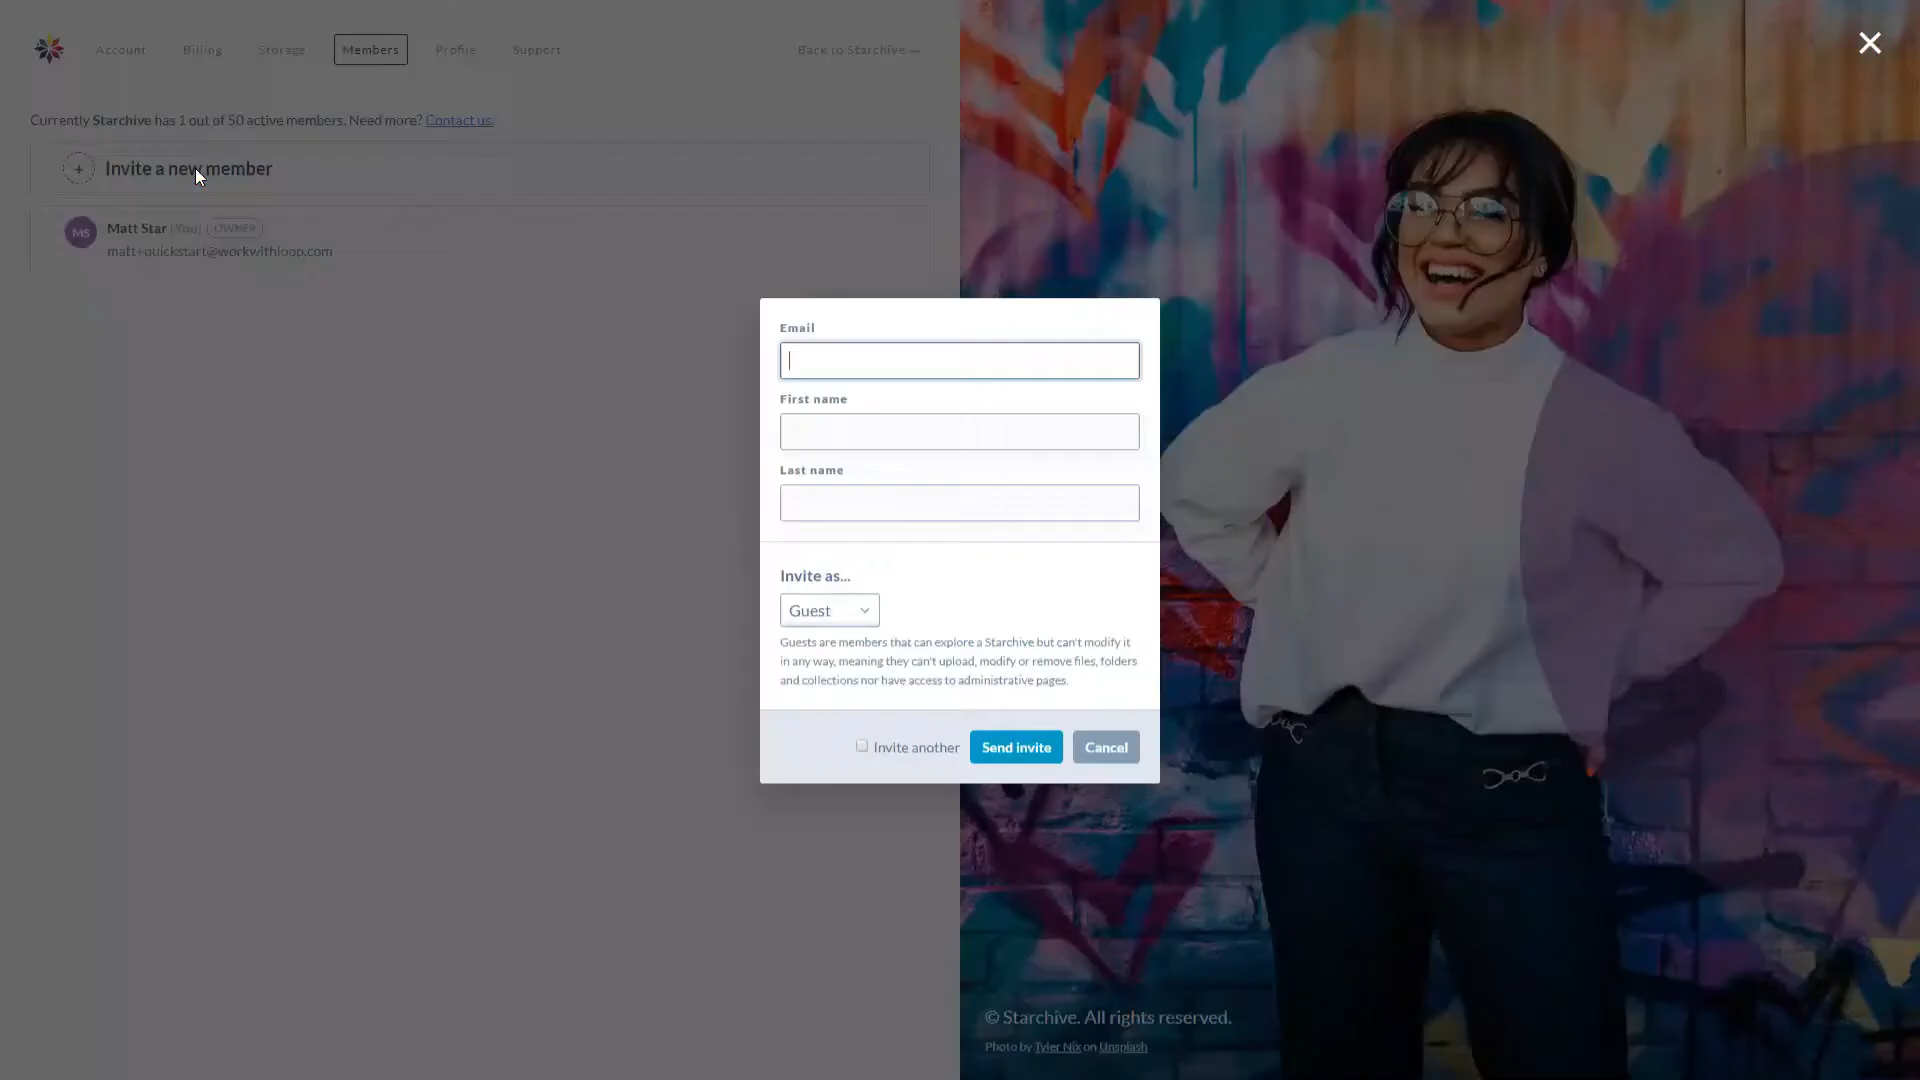 Account Billing Storage Members Profile Support Back to Starchive —
Currently Starchive has 1 out of 50 active members. Need more? Contact us.
+ Invite a new member
MS Matt Star (You) OWNER
matt+quickstart@workwithloop.com
Email
First name
Last name
Invite as...
Guest
Guests are members that can explore a Starchive but can't modify it
in any way, meaning they can't upload, modify or remove files, folders
and collections nor have access to administrative pages.
Invite another Send invite Cancel
© Starchive. All rights reserved.
Photo by Tyler Nix on Unsplash